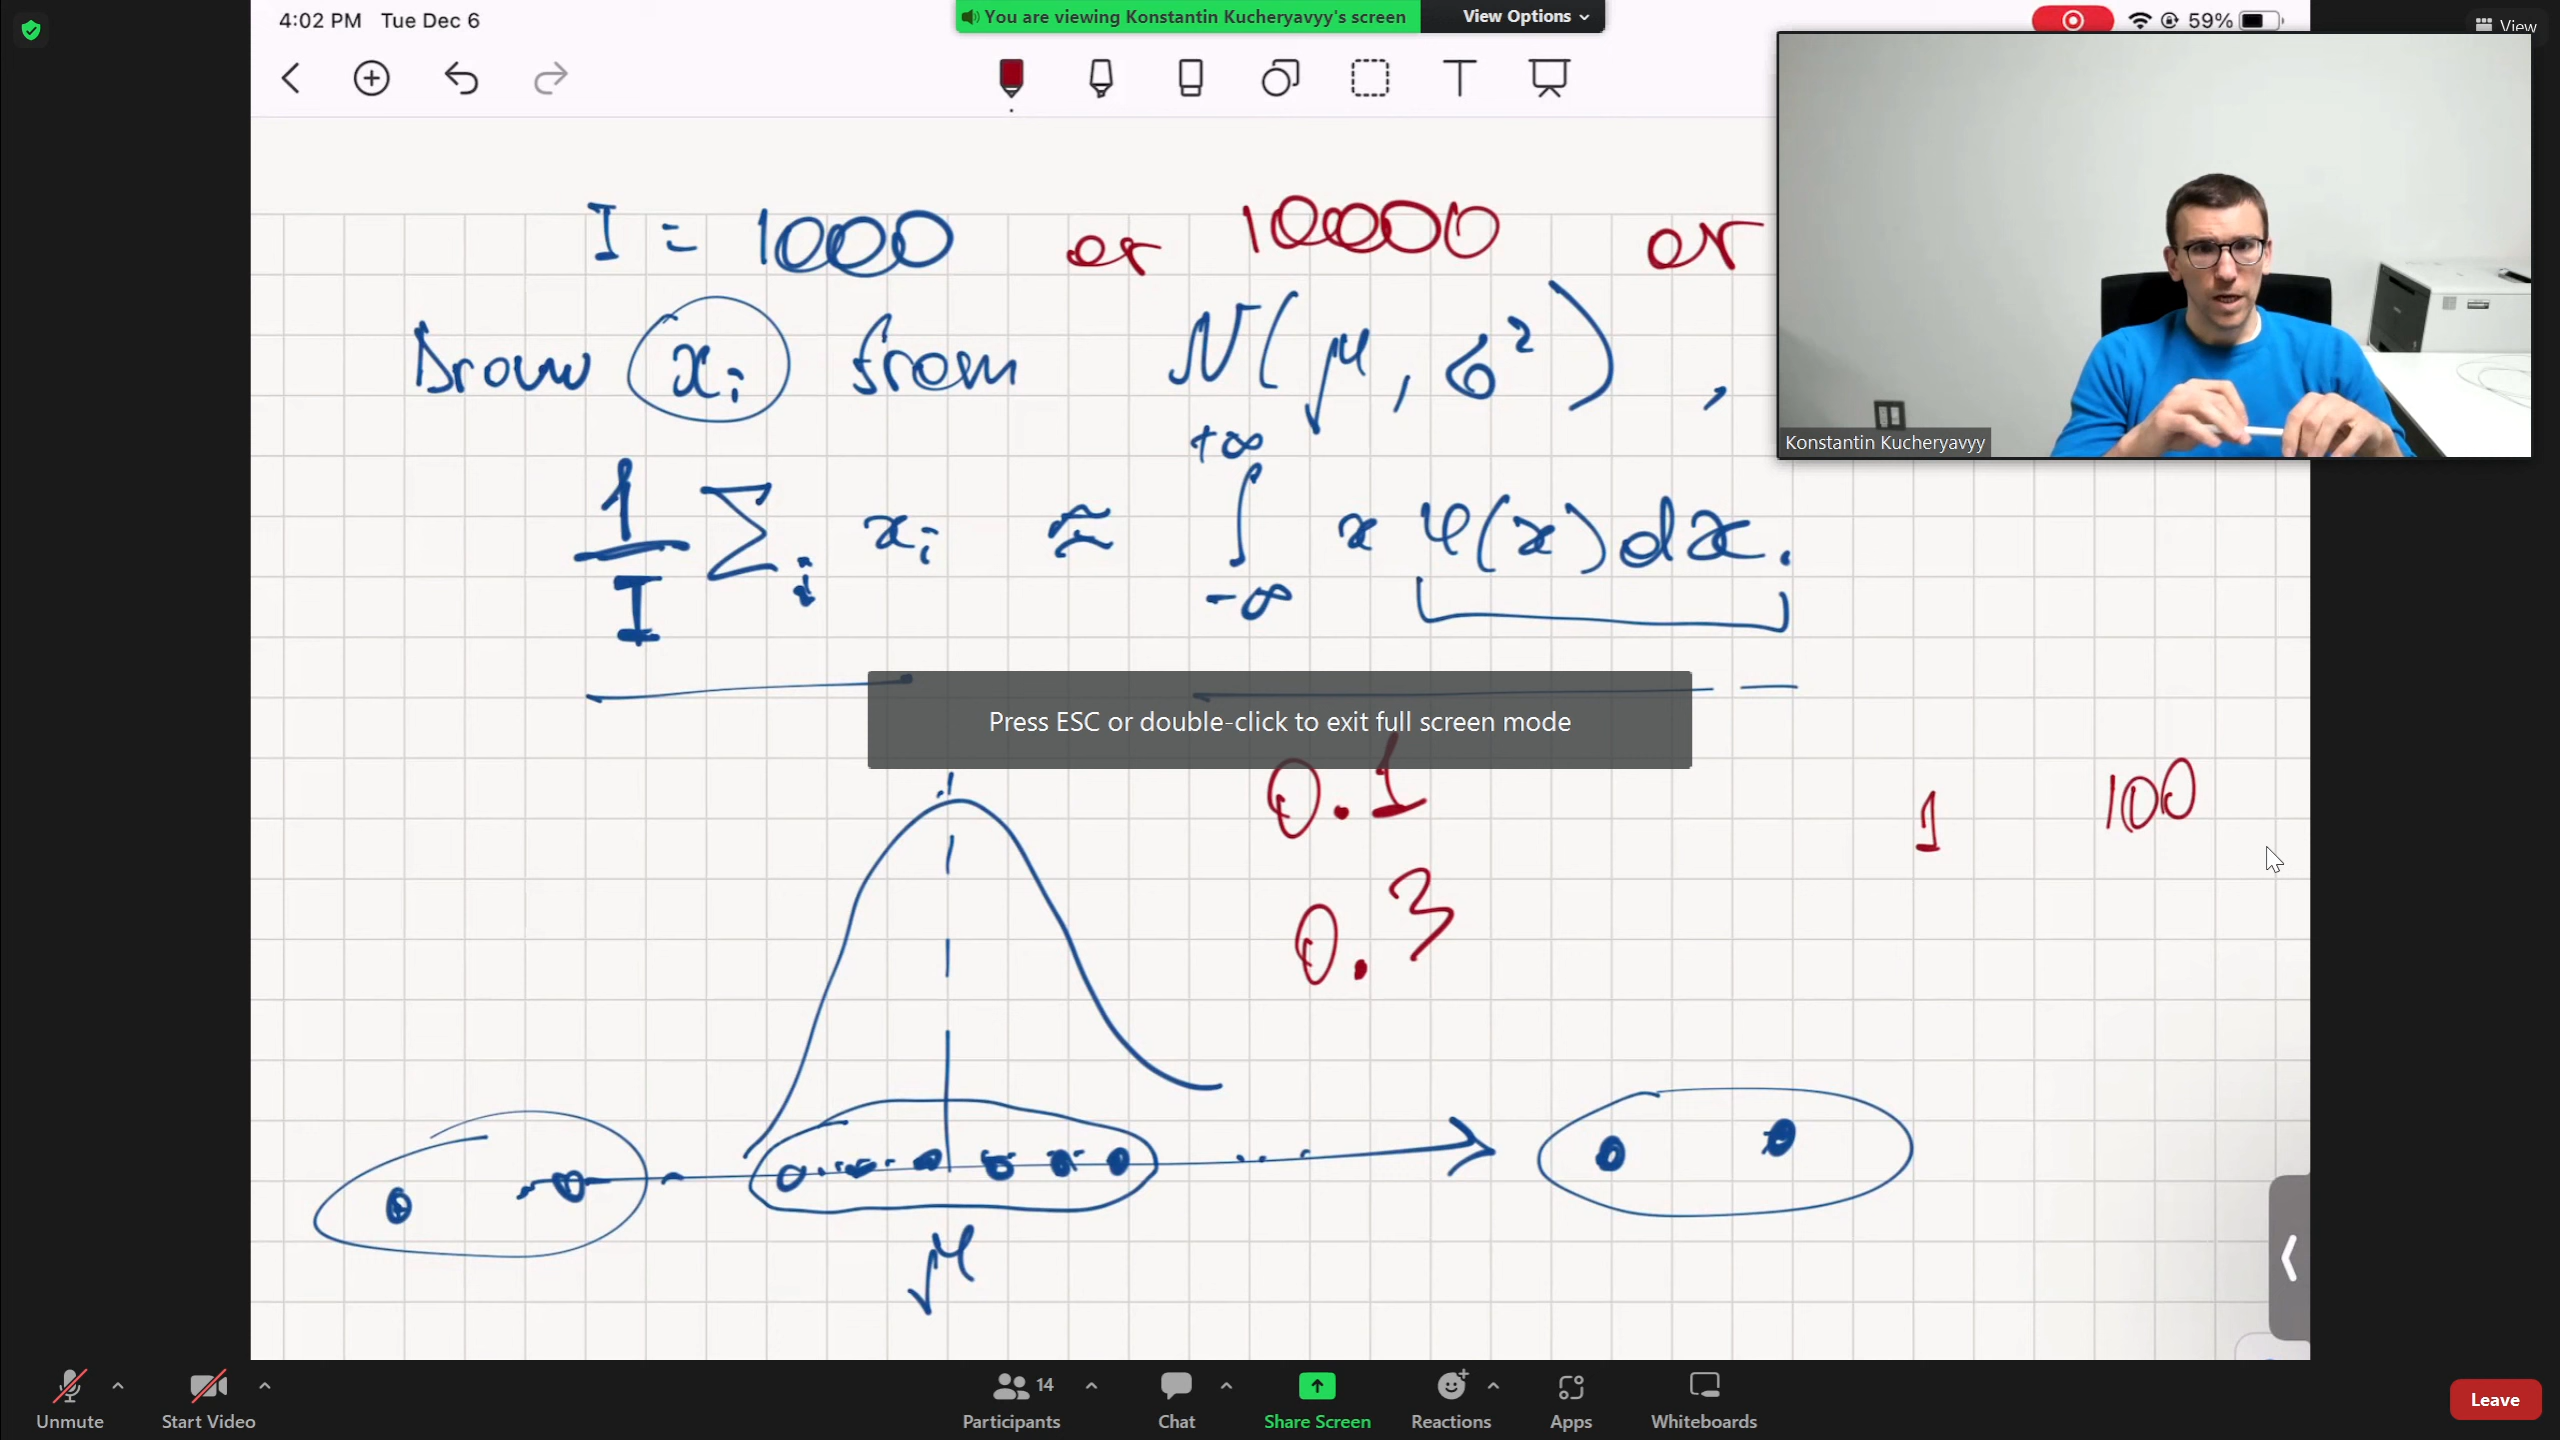 4:02 PM Tue Dec 6
You are viewing Konstantin Kucheryavyy's screen View Options
59%
View
I = 1000 or 10000 or
Draw xᵢ from N(μ, σ²),
Konstantin Kucheryavyy
1/I Σᵢ xᵢ ≈ ∫₋∞⁺∞ x φ(x)dx.
Press ESC or double-click to exit full screen mode
0.1 1 100
0.3
μ
Unmute Start Video Participants 14 Chat Share Screen Reactions Apps Whiteboards Leave